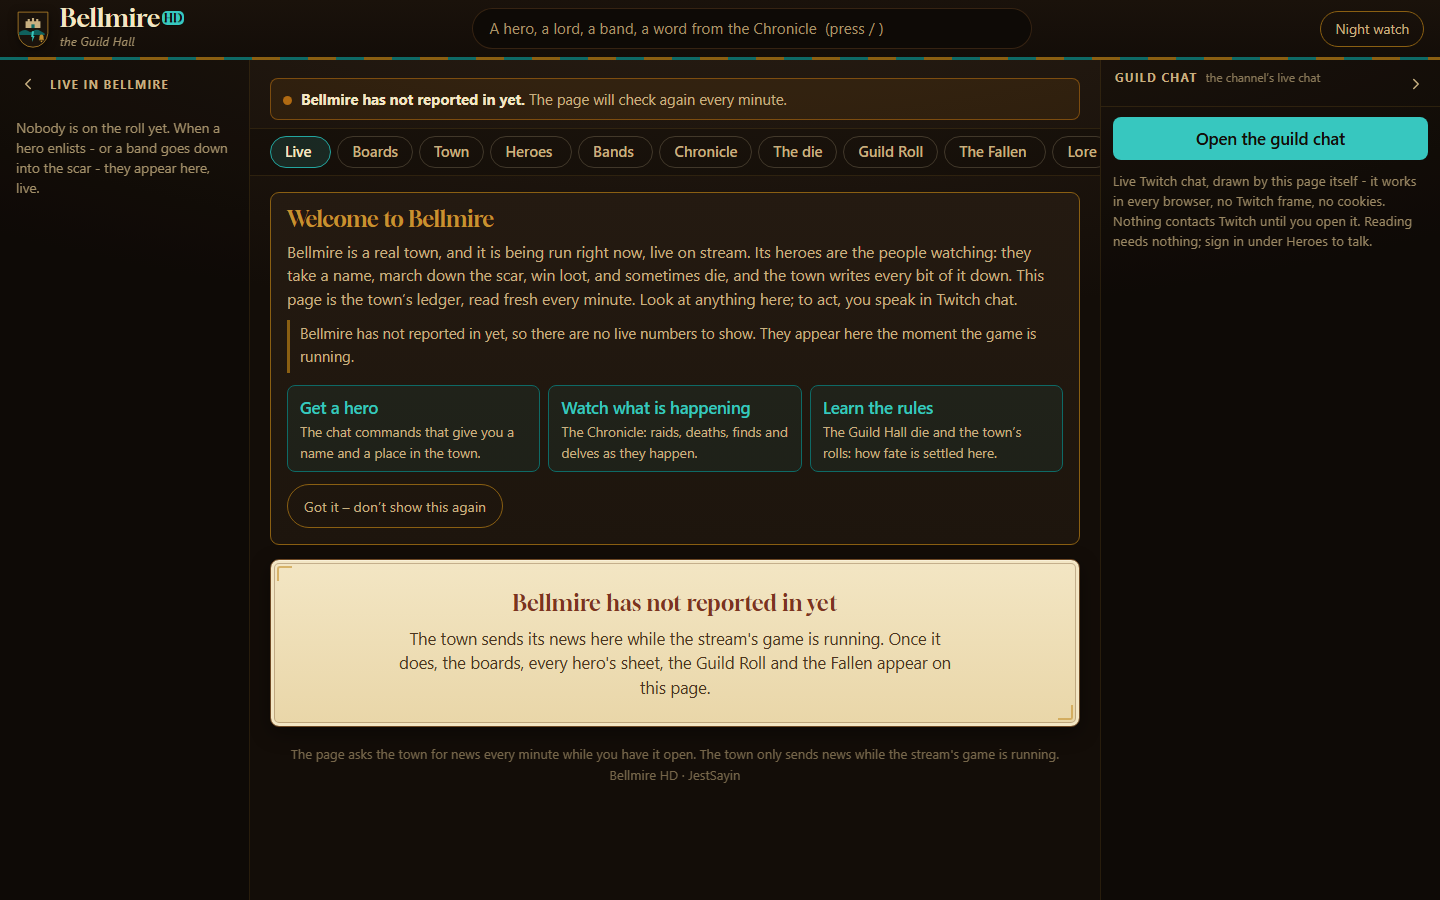 Bellmire HD
the Guild Hall
A hero, a lord, a band, a word from the Chronicle (press / )
Night watch
LIVE IN BELLMIRE
Nobody is on the roll yet. When a
hero enlists - or a band goes down
into the scar - they appear here,
live.
Bellmire has not reported in yet. The page will check again every minute.
Live
Boards
Town
Heroes
Bands
Chronicle
The die
Guild Roll
The Fallen
Lore
Welcome to Bellmire
Bellmire is a real town, and it is being run right now, live on stream. Its heroes are the people watching: they
take a name, march down the scar, win loot, and sometimes die, and the town writes every bit of it down. This
page is the town’s ledger, read fresh every minute. Look at anything here; to act, you speak in Twitch chat.
Bellmire has not reported in yet, so there are no live numbers to show. They appear here the moment the game is
running.
Get a hero
The chat commands that give you a
name and a place in the town.
Watch what is happening
The Chronicle: raids, deaths, finds and
delves as they happen.
Learn the rules
The Guild Hall die and the town’s
rolls: how fate is settled here.
Got it – don’t show this again
Bellmire has not reported in yet
The town sends its news here while the stream's game is running. Once it
does, the boards, every hero's sheet, the Guild Roll and the Fallen appear on
this page.
The page asks the town for news every minute while you have it open. The town only sends news while the stream's game is running.
Bellmire HD · JestSayin
GUILD CHAT the channel's live chat
Open the guild chat
Live Twitch chat, drawn by this page itself - it works
in every browser, no Twitch frame, no cookies.
Nothing contacts Twitch until you open it. Reading
needs nothing; sign in under Heroes to talk.